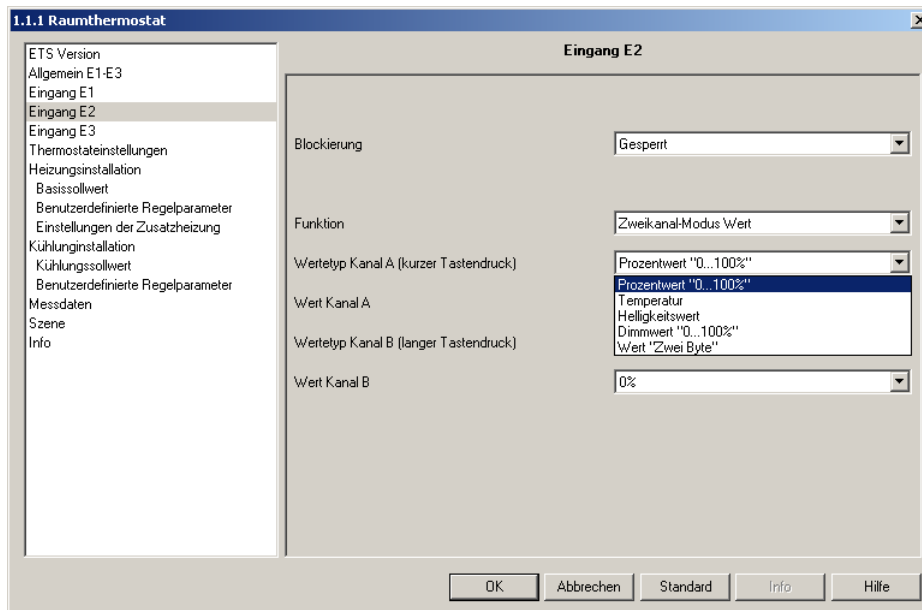 1.1.1 Raumthermostat
ETS Version
Allgemein E1-E3
Eingang E1
Eingang E2
Eingang E3
Thermostateinstellungen
Heizungsinstallation
Basissollwert
Benutzerdefinierte Regelparameter
Einstellungen der Zusatzheizung
Kühlunginstallation
Kühlungssollwert
Benutzerdefinierte Regelparameter
Messdaten
Szene
Info
Eingang E2
Blockierung
Gesperrt
Funktion
Zweikanal-Modus Wert
Wertetyp Kanal A (kurzer Tastendruck)
Prozentwert "0...100%"
Prozentwert "0...100%"
Temperatur
Helligkeitswert
Dimmwert "0...100%"
Wert "Zwei Byte"
Wert Kanal A
Wertetyp Kanal B (langer Tastendruck)
Wert Kanal B
0%
OK
Abbrechen
Standard
Info
Hilfe